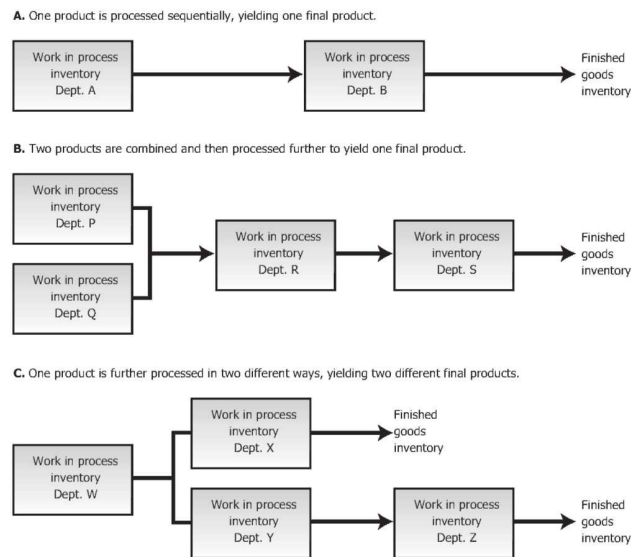 A. One product is processed sequentially, yielding one final product.
Work in process
inventory
Dept. A
Work in process
inventory
Dept. B
Finished
goods
inventory
B. Two products are combined and then processed further to yield one final product.
Work in process
inventory
Dept. P
Work in process
inventory
Dept. Q
Work in process
inventory
Dept. R
Work in process
inventory
Dept. S
Finished
goods
inventory
C. One product is further processed in two different ways, yielding two different final products.
Work in process
inventory
Dept. W
Work in process
inventory
Dept. X
Finished
goods
inventory
Work in process
inventory
Dept. Y
Work in process
inventory
Dept. Z
Finished
goods
inventory